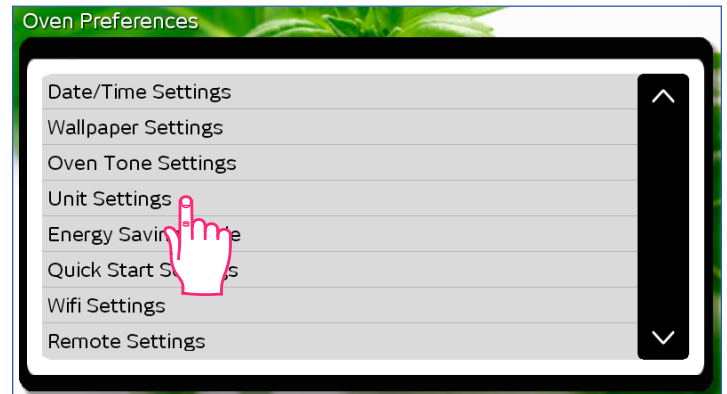 Oven Preferences
Date/Time Settings
Wallpaper Settings
Oven Tone Settings
Unit Settings
Energy Savin
Quick Start S
Wifi Settings
Remote Settings